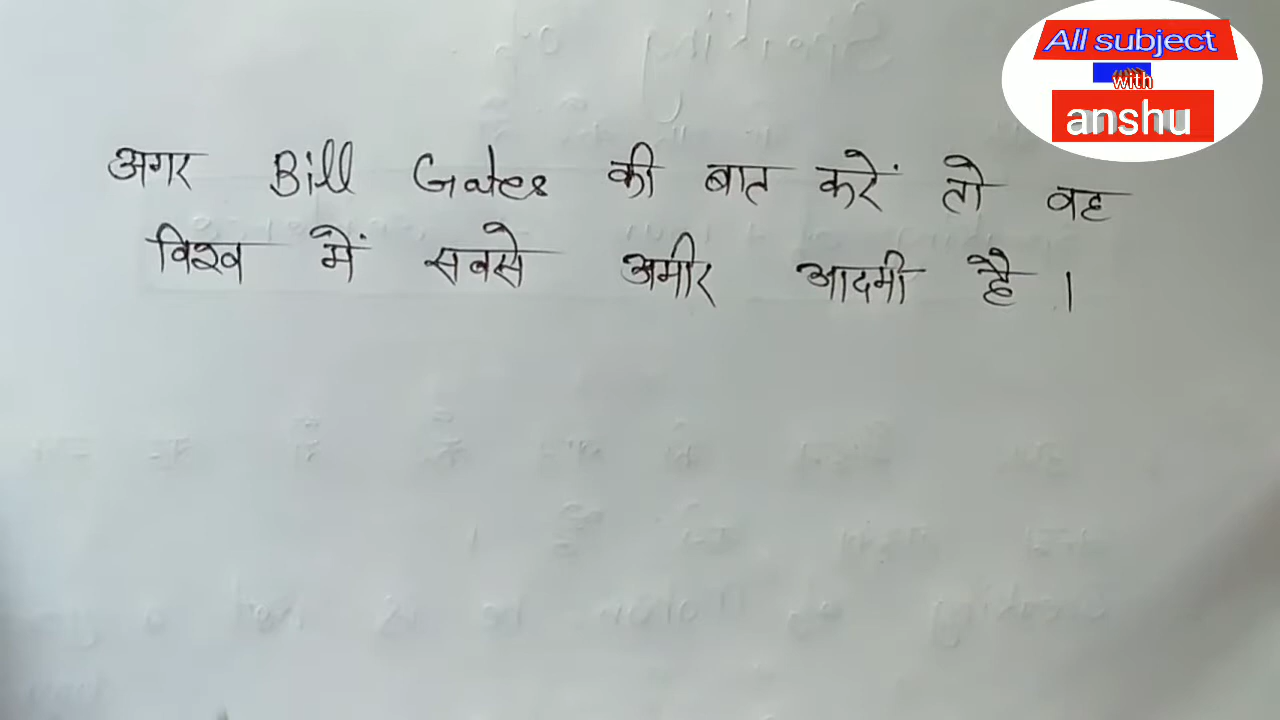 All subject
with
anshu
अगर Bill Gates की बात करें तो वह
विश्व में सबसे अमीर आदमी है।